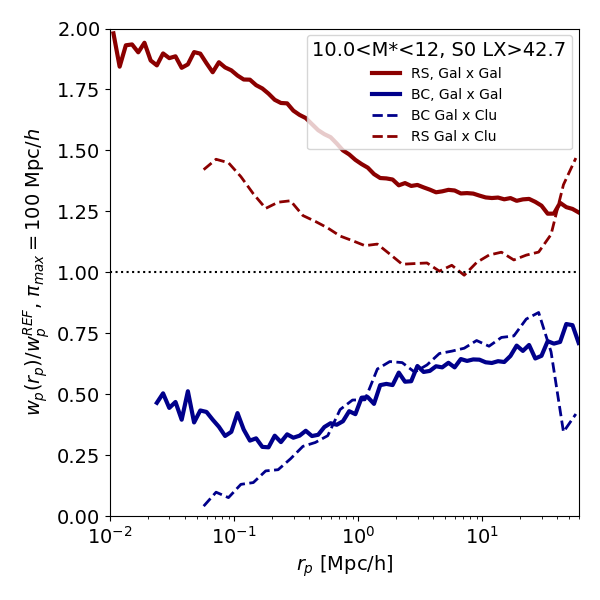 10.0<M*<12, S0 LX>42.7
RS, Gal x Gal
BC, Gal x Gal
BC Gal x Clu
RS Gal x Clu
2.00
1.75
1.50
1.25
1.00
0.75
0.50
0.25
0.00
w_p(r_p)/w_p^{REF}, π_{max} = 100 Mpc/h
10^{-2}
10^{-1}
10^{0}
10^{1}
r_p [Mpc/h]